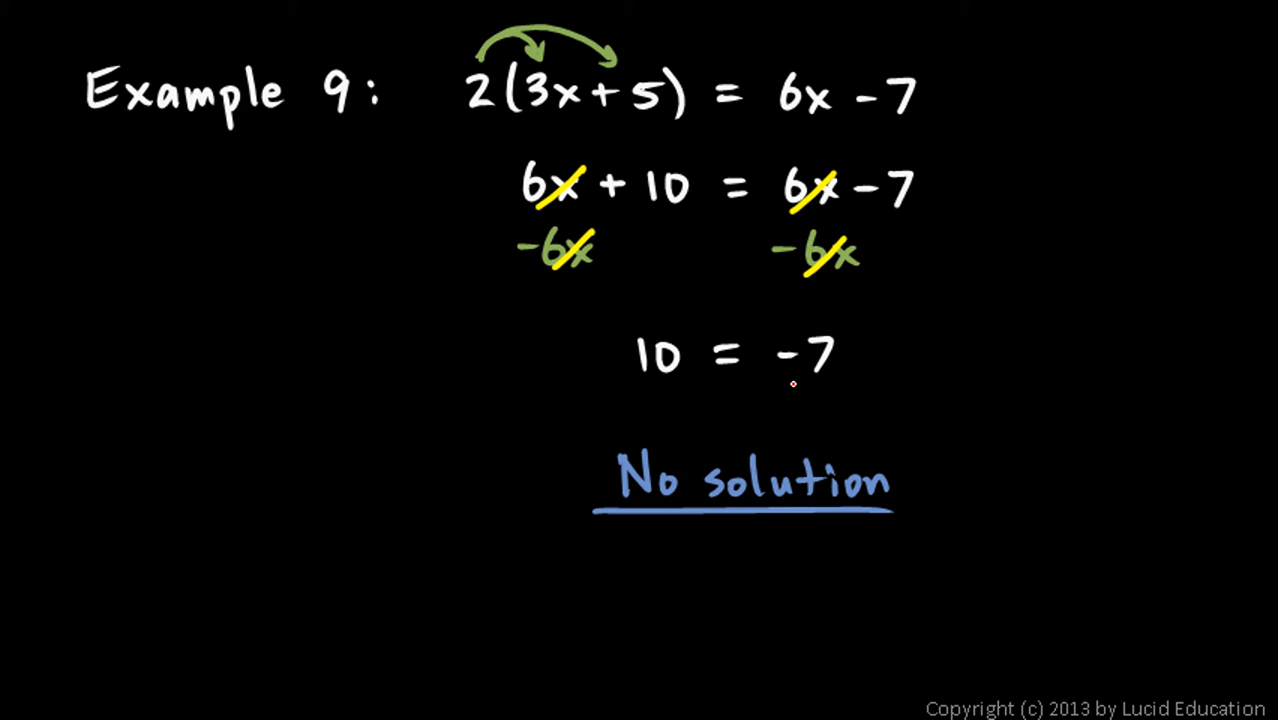 Example 9: 2(3x + 5) = 6x - 7
6x + 10 = 6x - 7
-6x -6x
10 = -7
No solution
Copyright (c) 2013 by Lucid Education